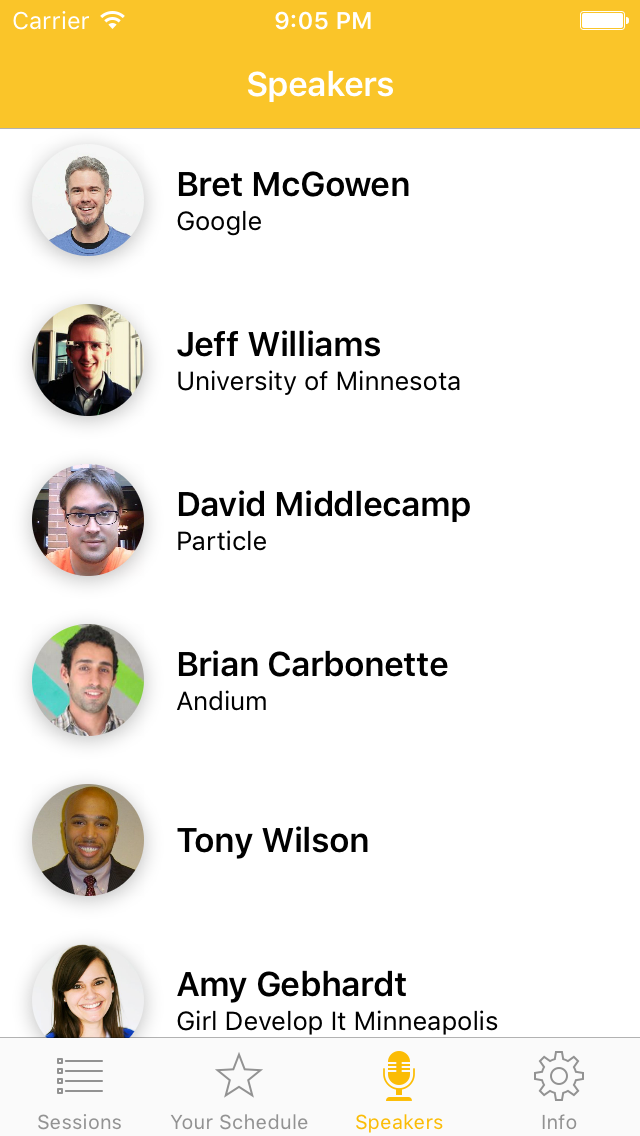 Carrier 9:05 PM
Speakers
Bret McGowen
Google
Jeff Williams
University of Minnesota
David Middlecamp
Particle
Brian Carbonette
Andium
Tony Wilson
Amy Gebhardt
Girl Develop It Minneapolis
Sessions Your Schedule Speakers Info